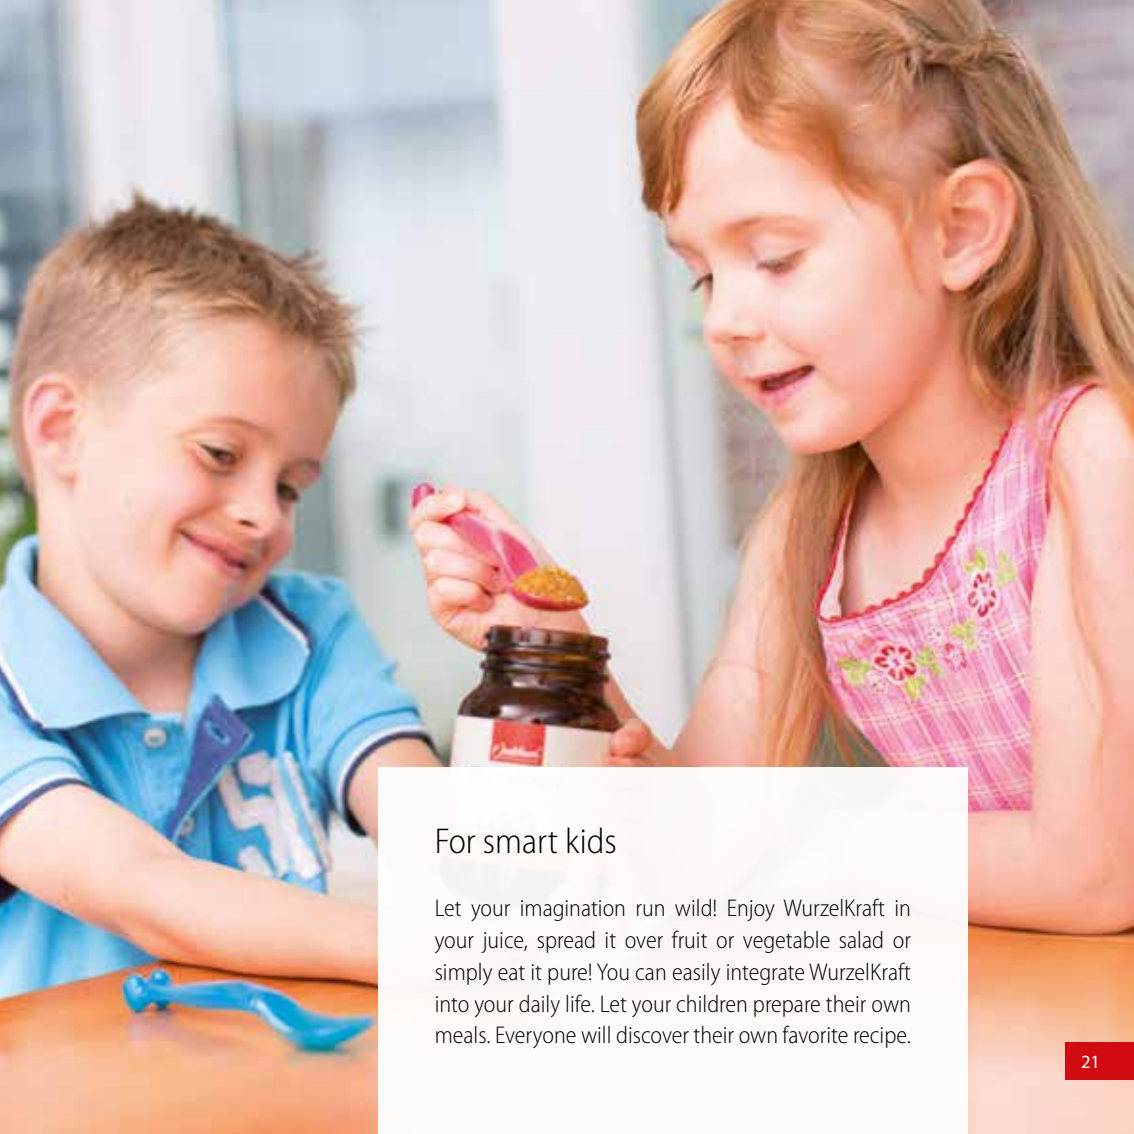 For smart kids
Let your imagination run wild! Enjoy WurzelKraft in
your juice, spread it over fruit or vegetable salad or
simply eat it pure! You can easily integrate WurzelKraft
into your daily life. Let your children prepare their own
meals. Everyone will discover their own favorite recipe.
21